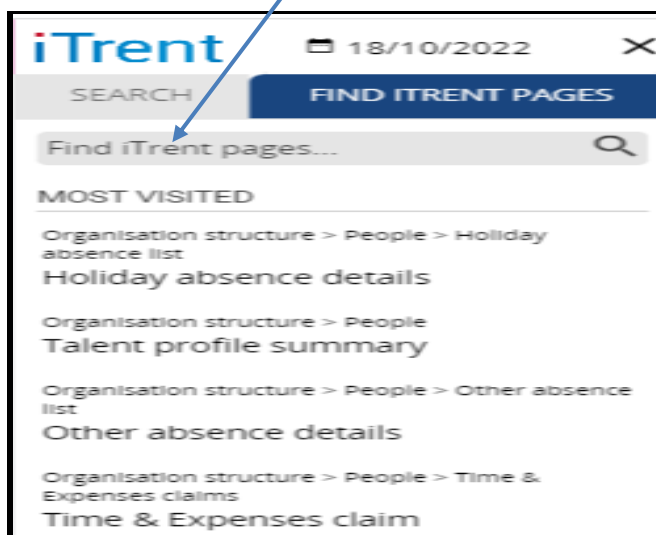 iTrent 18/10/2022
SEARCH FIND ITRENT PAGES
Find iTrent pages...
MOST VISITED
Organisation structure > People > Holiday
absence list
Holiday absence details
Organisation structure > People
Talent profile summary
Organisation structure > People > Other absence
list
Other absence details
Organisation structure > People > Time &
Expenses claims
Time & Expenses claim